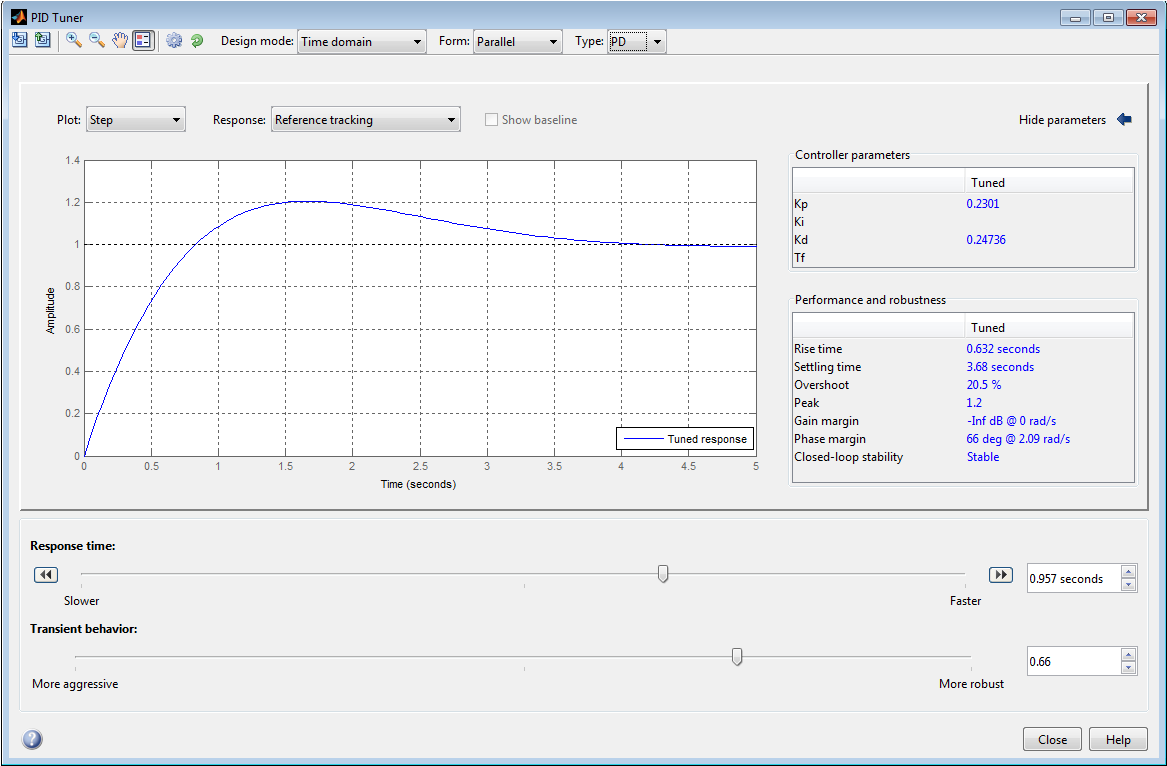 PID Tuner
Design mode: Time domain Form: Parallel Type: PD
Plot: Step Response: Reference tracking Show baseline Hide parameters
1.4
1.2
1
0.8
0.6
0.4
0.2
0
Amplitude
Tuned response
0 0.5 1 1.5 2 2.5 3 3.5 4 4.5 5
Time (seconds)
Controller parameters
Tuned
Kp 0.2301
Ki
Kd 0.24736
Tf
Performance and robustness
Tuned
Rise time 0.632 seconds
Settling time 3.68 seconds
Overshoot 20.5 %
Peak 1.2
Gain margin -Inf dB @ 0 rad/s
Phase margin 66 deg @ 2.09 rad/s
Closed-loop stability Stable
Response time:
0.957 seconds
Slower Faster
Transient behavior:
0.66
More aggressive More robust
? Close Help